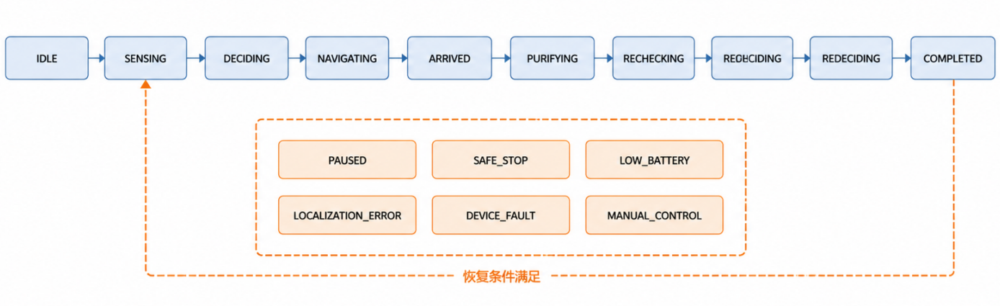 IDLE
SENSING
DECIDING
NAVIGATING
ARRIVED
PURIFYING
RECHECKING
REDECIDING
REDECIDING
COMPLETED
PAUSED
SAFE_STOP
LOW_BATTERY
LOCALIZATION_ERROR
DEVICE_FAULT
MANUAL_CONTROL
恢复条件满足